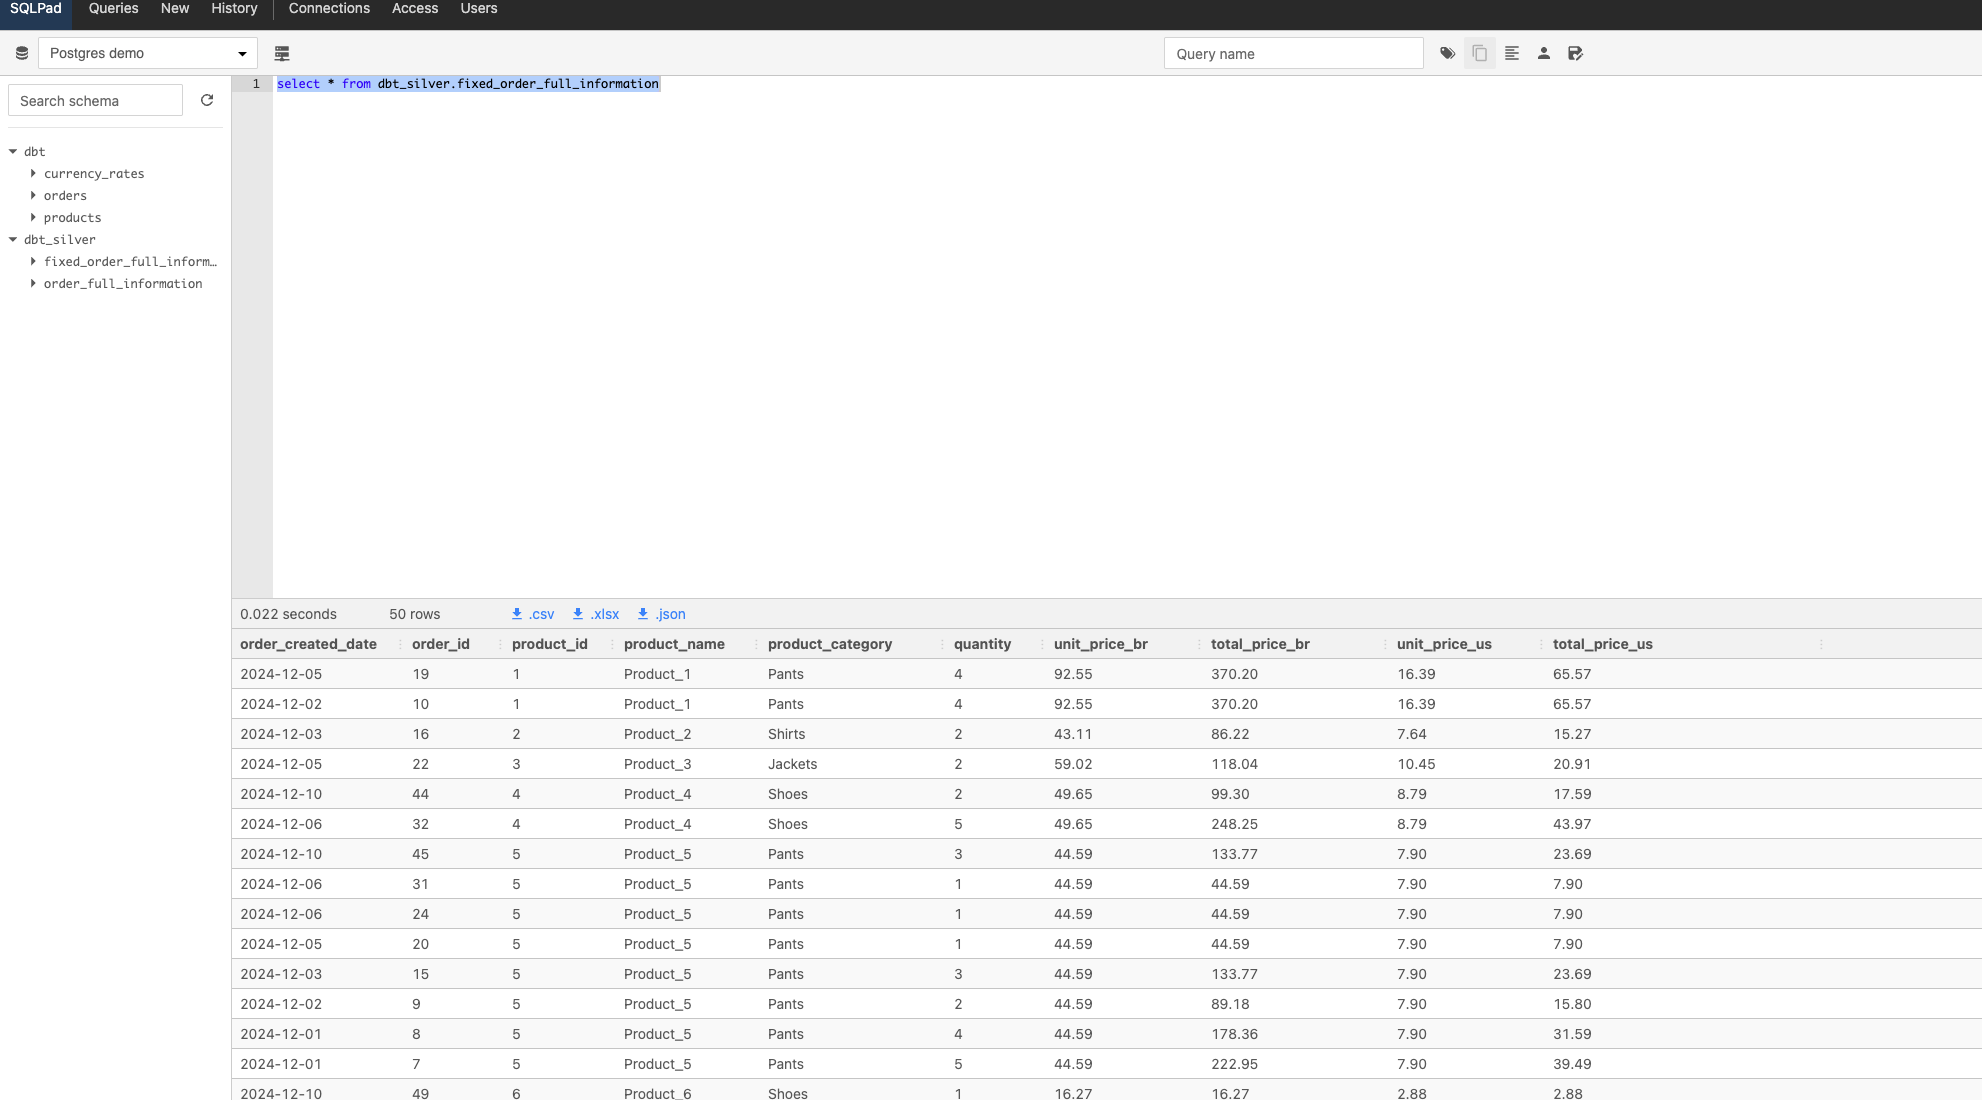 SQLPad Queries New History Connections Access Users
Postgres demo Query name
Search schema
dbt
currency_rates
orders
products
dbt_silver
fixed_order_full_inform…
order_full_information
1 select * from dbt_silver.fixed_order_full_information
0.022 seconds 50 rows .csv .xlsx .json
order_created_date order_id product_id product_name product_category quantity unit_price_br total_price_br unit_price_us total_price_us
2024-12-05 19 1 Product_1 Pants 4 92.55 370.20 16.39 65.57
2024-12-02 10 1 Product_1 Pants 4 92.55 370.20 16.39 65.57
2024-12-03 16 2 Product_2 Shirts 2 43.11 86.22 7.64 15.27
2024-12-05 22 3 Product_3 Jackets 2 59.02 118.04 10.45 20.91
2024-12-10 44 4 Product_4 Shoes 2 49.65 99.30 8.79 17.59
2024-12-06 32 4 Product_4 Shoes 5 49.65 248.25 8.79 43.97
2024-12-10 45 5 Product_5 Pants 3 44.59 133.77 7.90 23.69
2024-12-06 31 5 Product_5 Pants 1 44.59 44.59 7.90 7.90
2024-12-06 24 5 Product_5 Pants 1 44.59 44.59 7.90 7.90
2024-12-05 20 5 Product_5 Pants 1 44.59 44.59 7.90 7.90
2024-12-03 15 5 Product_5 Pants 3 44.59 133.77 7.90 23.69
2024-12-02 9 5 Product_5 Pants 2 44.59 89.18 7.90 15.80
2024-12-01 8 5 Product_5 Pants 4 44.59 178.36 7.90 31.59
2024-12-01 7 5 Product_5 Pants 5 44.59 222.95 7.90 39.49
2024-12-10 49 6 Product_6 Shoes 1 16.27 16.27 2.88 2.88